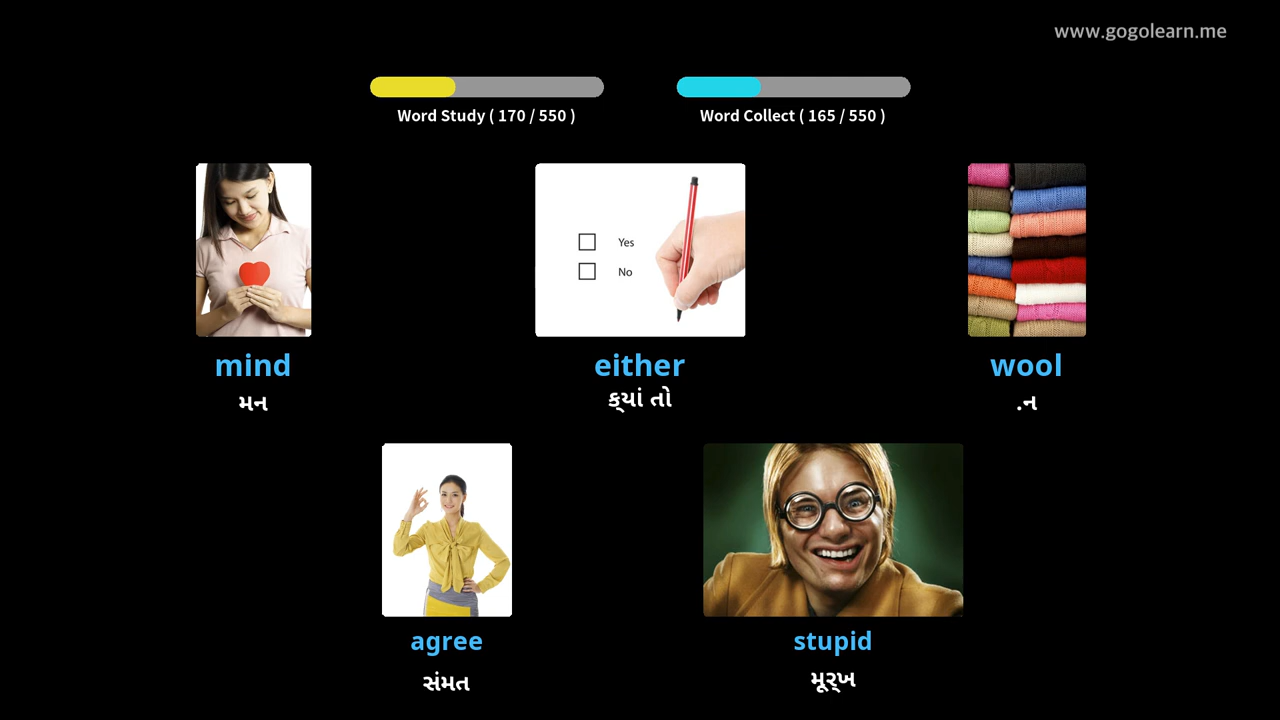 www.gogolearn.me
Word Study ( 170 / 550 )
Word Collect ( 165 / 550 )
Yes
No
mind
મન
either
ક્યાં તો
wool
.ન
agree
સંમત
stupid
મૂર્ખ